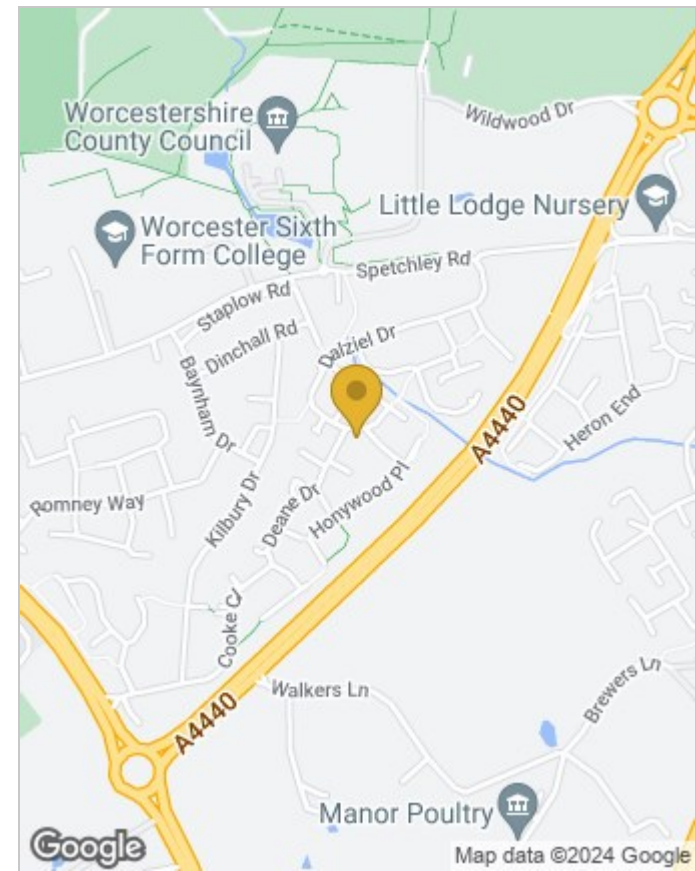 Worcestershire
County Council
Wildwood Dr
Little Lodge Nursery
Worcester Sixth
Form College
Spetchley Rd
Staplow Rd
Dinchall Rd
Dalziel Dr
Baynham Dr
A4440
Heron End
Romney Way
Kilbury Dr
Deane Dr
Honywood Pl
Cooke Cl
Walkers Ln
Brewers Ln
A4440
Manor Poultry
Google
Map data ©2024 Google